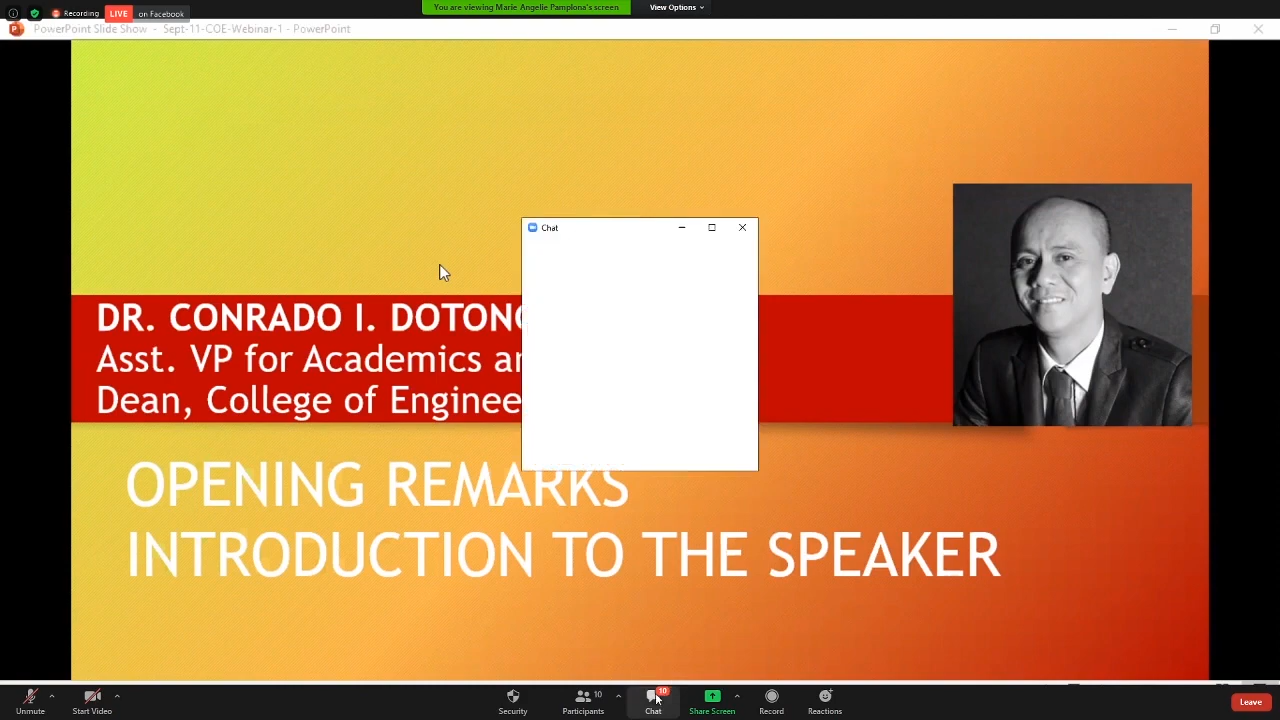 Recording
LIVE
on Facebook
You are viewing Marie Angelie Pamplona's screen
View Options
PowerPoint Slide Show - Sept-11-COE-Webinar-1 - PowerPoint
Chat
DR. CONRADO I. DOTONG
Asst. VP for Academics an
Dean, College of Enginee
OPENING REMARKS
INTRODUCTION TO THE SPEAKER
10
10
Unmute
Start Video
Security
Participants
Chat
Share Screen
Record
Reactions
Leave